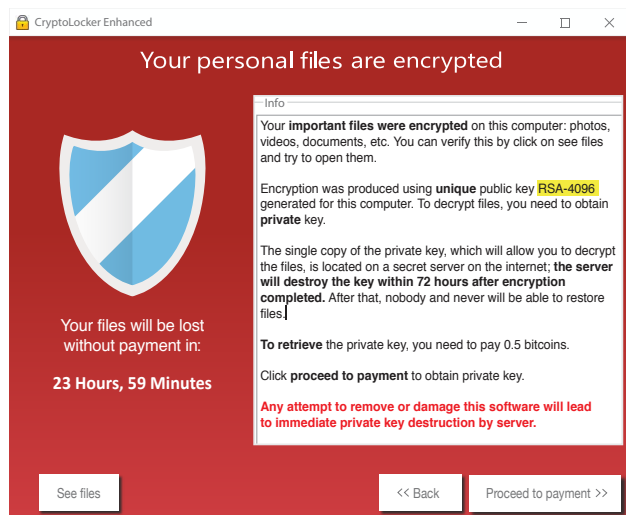 CryptoLocker Enhanced
Your personal files are encrypted
Info
Your important files were encrypted on this computer: photos,
videos, documents, etc. You can verify this by click on see files
and try to open them.
Encryption was produced using unique public key RSA-4096
generated for this computer. To decrypt files, you need to obtain
private key.
The single copy of the private key, which will allow you to decrypt
the files, is located on a secret server on the internet; the server
will destroy the key within 72 hours after encryption
completed. After that, nobody and never will be able to restore
files.
To retrieve the private key, you need to pay 0.5 bitcoins.
Click proceed to payment to obtain private key.
Any attempt to remove or damage this software will lead
to immediate private key destruction by server.
Your files will be lost
without payment in:
23 Hours, 59 Minutes
See files
<< Back
Proceed to payment >>